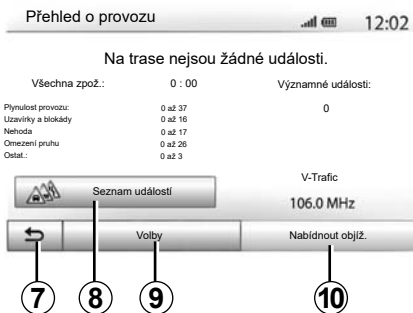 Přehled o provozu 12:02
Na trase nejsou žádné události.
Všechna zpož.: 0 : 00 Významné události:
Plynulost provozu: 0 až 37 0
Uzavírky a blokády 0 až 16
Nehoda 0 až 17
Omezení pruhu 0 až 26
Ostat.: 0 až 3
V-Trafic
Seznam událostí 106.0 MHz
Volby Nabídnout objíž.
7 8 9 10